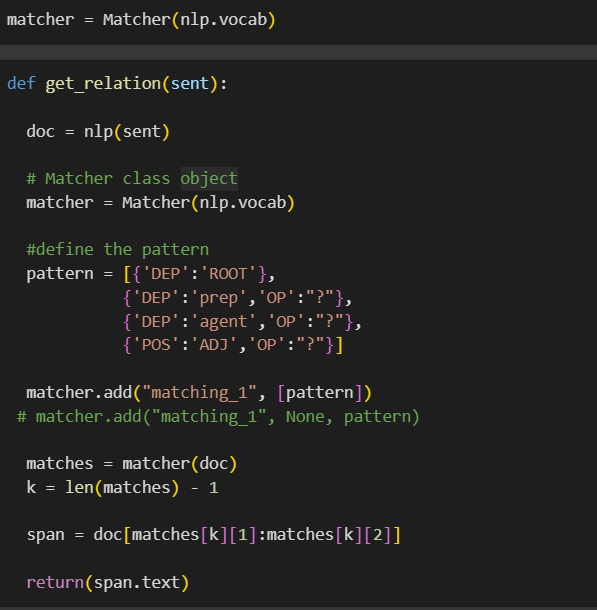 matcher = Matcher(nlp.vocab)
def get_relation(sent):
  doc = nlp(sent)
  # Matcher class object
  matcher = Matcher(nlp.vocab)
  #define the pattern
  pattern = [{'DEP':'ROOT'},
            {'DEP':'prep','OP':"?"},
            {'DEP':'agent','OP':"?"},
            {'POS':'ADJ','OP':"?"}]
  matcher.add("matching_1", [pattern])
 # matcher.add("matching_1", None, pattern)
  matches = matcher(doc)
  k = len(matches) - 1
  span = doc[matches[k][1]:matches[k][2]]
  return(span.text)